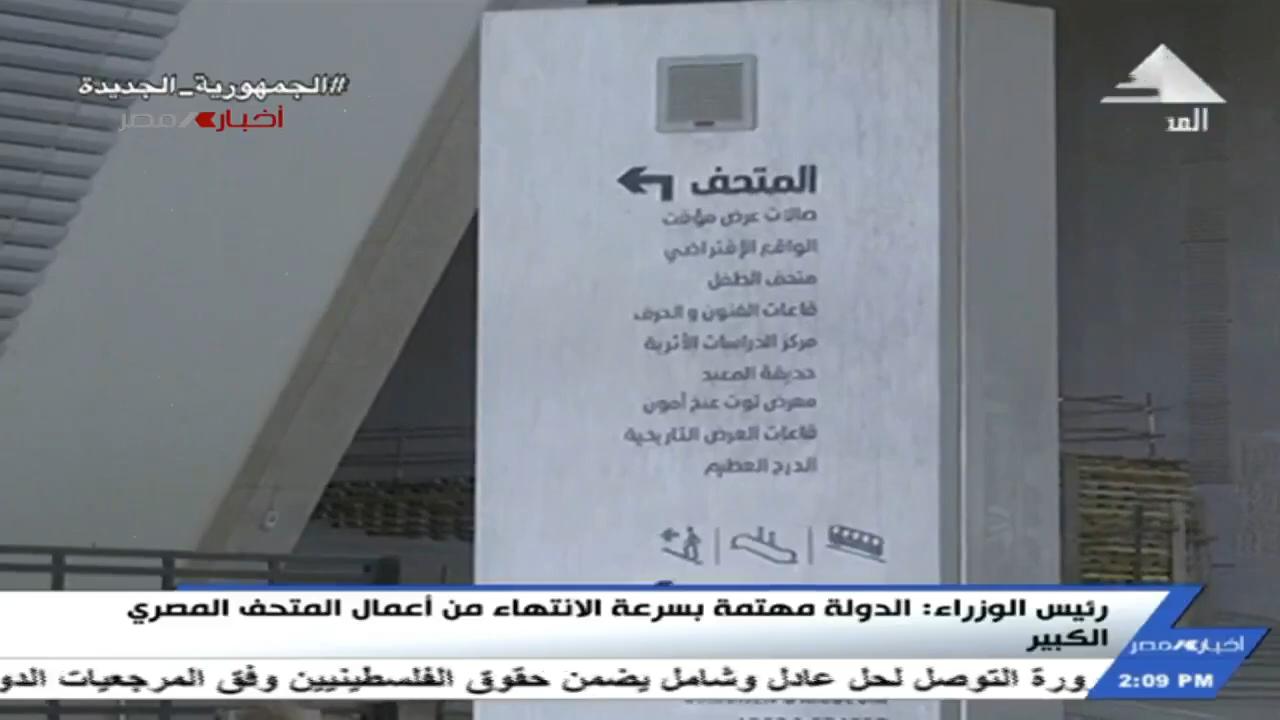 #الجمهورية_الجديدة
أخبار مصر
المـ
المتحف
صالات عرض مؤقت
الواقع الإفتراضي
متحف الطفل
قاعات الفنون و الحرف
مركز الدراسات الأثرية
حديقة المعبد
معرض توت عنخ أمون
قاعات العرض التاريخية
الدرج العظيم
رئيس الوزراء: الدولة مهتمة بسرعة الانتهاء من أعمال المتحف المصري
الكبير
أخبار مصر
ورة التوصل لحل عادل وشامل يضمن حقوق الفلسطينيين وفق المرجعيات الدو
2:09 PM